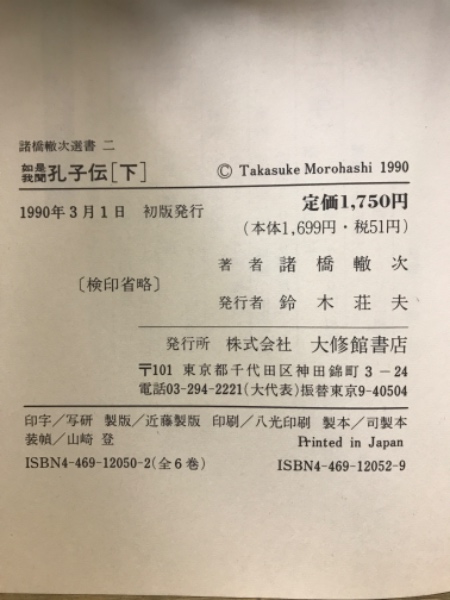 諸橋轍次選書 二
如是我聞 孔子伝[下]
© Takasuke Morohashi 1990
1990年3月1日 初版発行
定価1,750円
(本体1,699円・税51円)
〔検印省略〕
著者 諸橋轍次
発行者 鈴木荘夫
発行所 株式会社 大修館書店
〒101 東京都千代田区神田錦町3-24
電話03-294-2221(大代表)振替東京9-40504
印字/写研 製版/近藤製版 印刷/八光印刷 製本/司製本
装幀/山崎 登
Printed in Japan
ISBN4-469-12050-2(全6巻)
ISBN4-469-12052-9